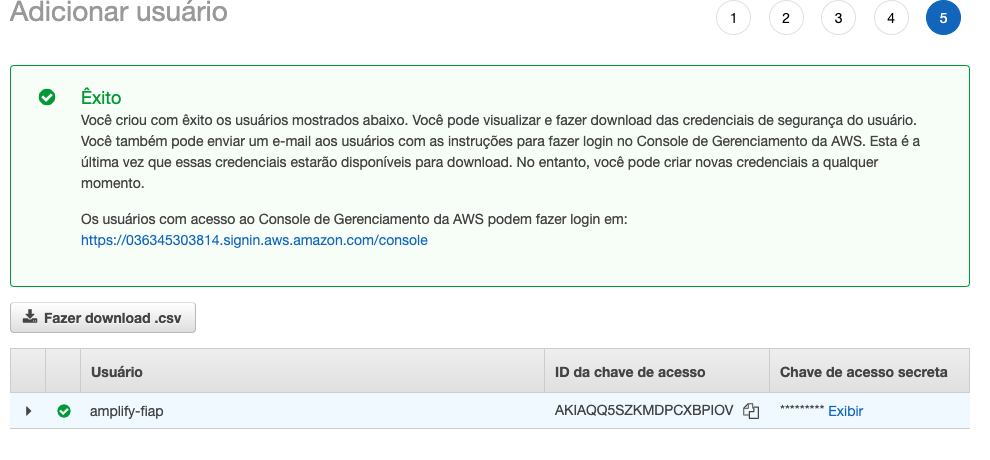 Adicionar usuário
1 2 3 4 5
Êxito
Você criou com êxito os usuários mostrados abaixo. Você pode visualizar e fazer download das credenciais de segurança do usuário.
Você também pode enviar um e-mail aos usuários com as instruções para fazer login no Console de Gerenciamento da AWS. Esta é a
última vez que essas credenciais estarão disponíveis para download. No entanto, você pode criar novas credenciais a qualquer
momento.
Os usuários com acesso ao Console de Gerenciamento da AWS podem fazer login em:
https://036345303814.signin.aws.amazon.com/console
Fazer download .csv
Usuário ID da chave de acesso Chave de acesso secreta
amplify-fiap AKIAQQ5SZKMDPCXBPIOV ********* Exibir